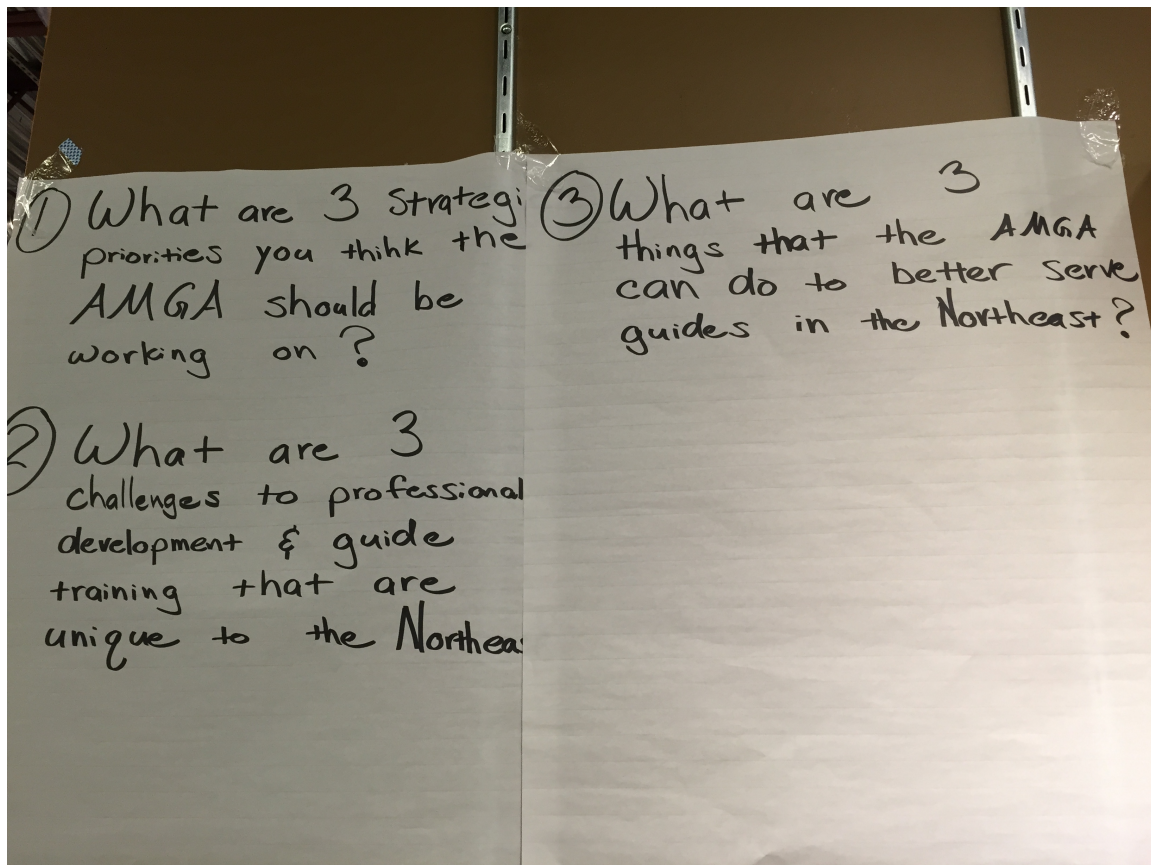 ① What are 3 Strategi
priorities you think the
AMGA should be
working on?
② What are 3
challenges to professional
development & guide
training that are
unique to the Northeas
③ What are 3
things that the AMGA
can do to better serve
guides in the Northeast?